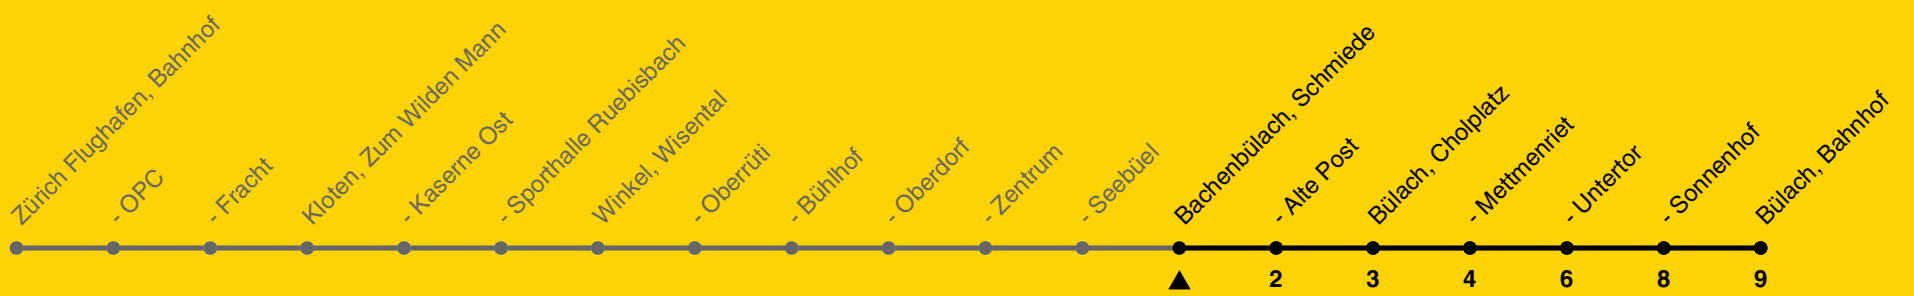 Zürich Flughafen, Bahnhof
- OPC
- Fracht
Kloten, Zum Wilden Mann
- Kaserne Ost
- Sporthalle Ruebisbach
Winkel, Wisental
- Oberrüti
- Bühlhof
- Oberdorf
- Zentrum
- Seebüel
Bachenbülach, Schmiede
- Alte Post
Bülach, Cholplatz
- Mettmenriet
- Untertor
- Sonnenhof
Bülach, Bahnhof
2 3 4 6 8 9